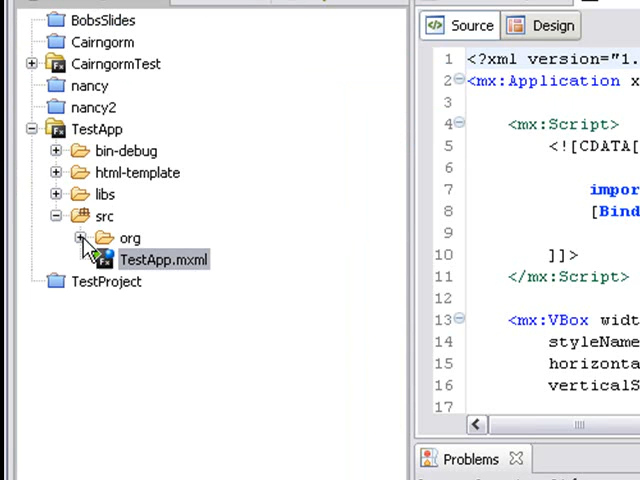 BobsSlides
Cairngorm
CairngormTest
nancy
nancy2
TestApp
bin-debug
html-template
libs
src
org
TestApp.mxml
TestProject
Source
Design
1 <?xml version="1.
2 <mx:Application x
3
4 <mx:Script>
5 <![CDATA[
6
7 impor
8 [Bind
9
10 ]]>
11 </mx:Script>
12
13 <mx:VBox widt
14 styleName
15 horizonta
16 verticalS
17
Problems